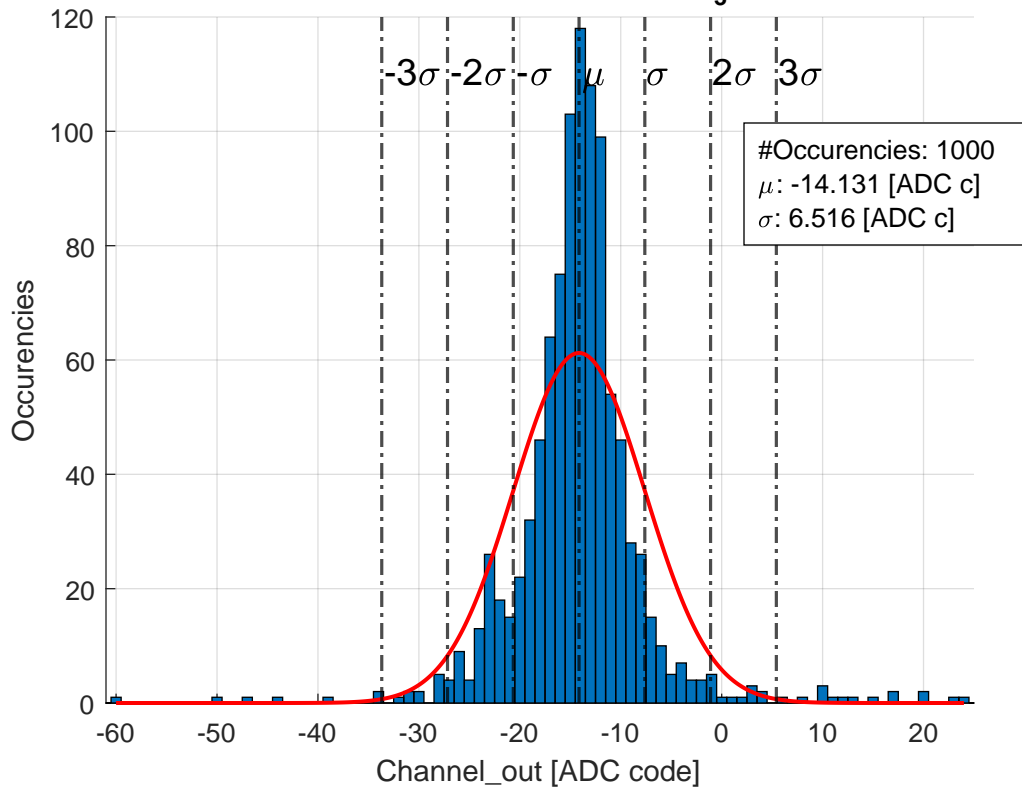 120
100
80
60
40
20
0
-3σ -2σ -σ μ σ 2σ 3σ
#Occurencies: 1000
μ: -14.131 [ADC c]
σ: 6.516 [ADC c]
Occurencies
-60 -50 -40 -30 -20 -10 0 10 20
Channel_out [ADC code]